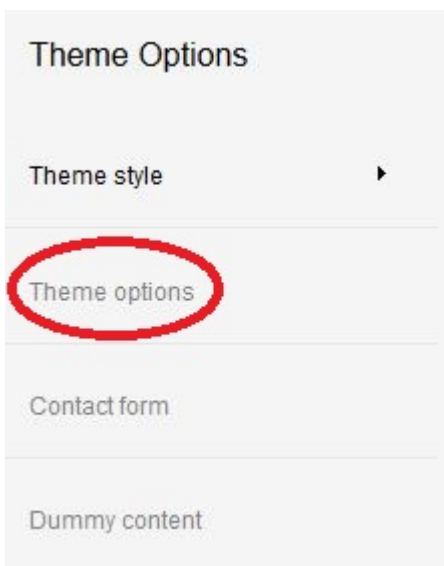 Theme Options
Theme style
Theme options
Contact form
Dummy content